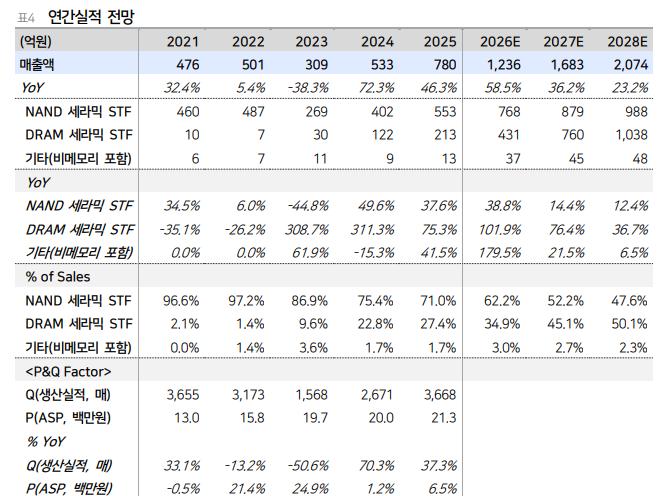 표4 연간실적 전망
(억원) 2021 2022 2023 2024 2025 2026E 2027E 2028E
매출액 476 501 309 533 780 1,236 1,683 2,074
YoY 32.4% 5.4% -38.3% 72.3% 46.3% 58.5% 36.2% 23.2%
NAND 세라믹 STF 460 487 269 402 553 768 879 988
DRAM 세라믹 STF 10 7 30 122 213 431 760 1,038
기타(비메모리 포함) 6 7 11 9 13 37 45 48
YoY
NAND 세라믹 STF 34.5% 6.0% -44.8% 49.6% 37.6% 38.8% 14.4% 12.4%
DRAM 세라믹 STF -35.1% -26.2% 308.7% 311.3% 75.3% 101.9% 76.4% 36.7%
기타(비메모리 포함) 0.0% 0.0% 61.9% -15.3% 41.5% 179.5% 21.5% 6.5%
% of Sales
NAND 세라믹 STF 96.6% 97.2% 86.9% 75.4% 71.0% 62.2% 52.2% 47.6%
DRAM 세라믹 STF 2.1% 1.4% 9.6% 22.8% 27.4% 34.9% 45.1% 50.1%
기타(비메모리 포함) 0.0% 1.4% 3.6% 1.7% 1.7% 3.0% 2.7% 2.3%
<P&Q Factor>
Q(생산실적, 매) 3,655 3,173 1,568 2,671 3,668
P(ASP, 백만원) 13.0 15.8 19.7 20.0 21.3
% YoY
Q(생산실적, 매) 33.1% -13.2% -50.6% 70.3% 37.3%
P(ASP, 백만원) -0.5% 21.4% 24.9% 1.2% 6.5%